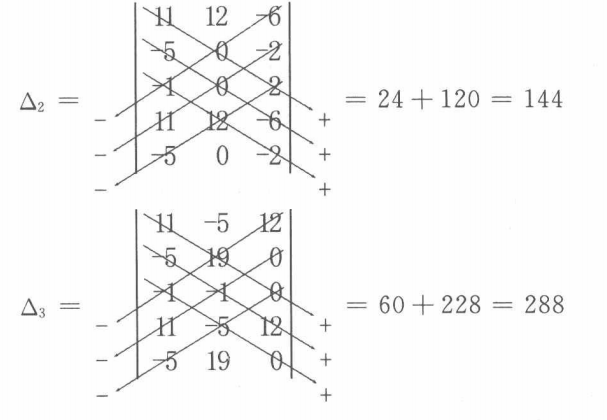 11 12 -6
-5 0 -2
Δ₂ = -1 0 2 = 24 + 120 = 144
- 11 12 -6 +
- -5 0 -2 +
- +
11 -5 12
-5 19 0
Δ₃ = -1 -1 0 = 60 + 228 = 288
- 11 -5 12 +
- -5 19 0 +
- +